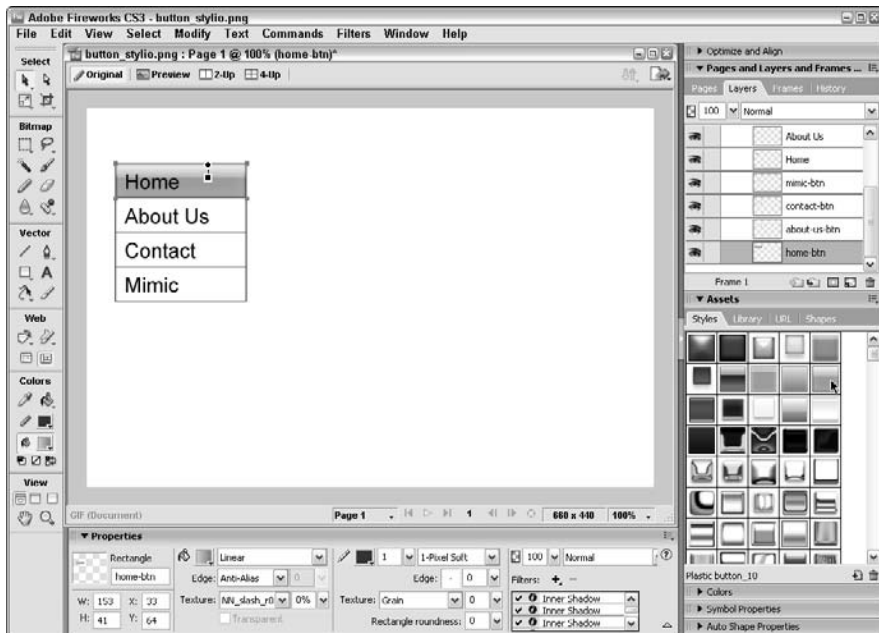 Adobe Fireworks CS3 - button_stylio.png
File Edit View Select Modify Text Commands Filters Window Help
Select
Bitmap
Vector
A
Web
Colors
View
button_stylio.png : Page 1 @ 100% (home-btn)*
Original Preview 2-Up 4-Up
Home
About Us
Contact
Mimic
GIF (Document)
Page 1
1
660 x 440
100%
Optimize and Align
Pages and Layers and Frames ...
Pages Layers Frames History
100 Normal
About Us
Home
mimic-btn
contact-btn
about-us-btn
home-btn
Frame 1
Assets
Styles Library URL Shapes
Plastic button_10
Colors
Symbol Properties
Auto Shape Properties
Properties
Rectangle
home-btn
W: 153 X: 33
H: 41 Y: 64
Linear
Edge: Anti-Alias 0
Texture: NN_slash_r0 0%
Transparent
1 1-Pixel Soft
Edge: - 0
Texture: Grain 0
Rectangle roundness: 0
100 Normal
Filters: + -
Inner Shadow
Inner Shadow
Inner Shadow